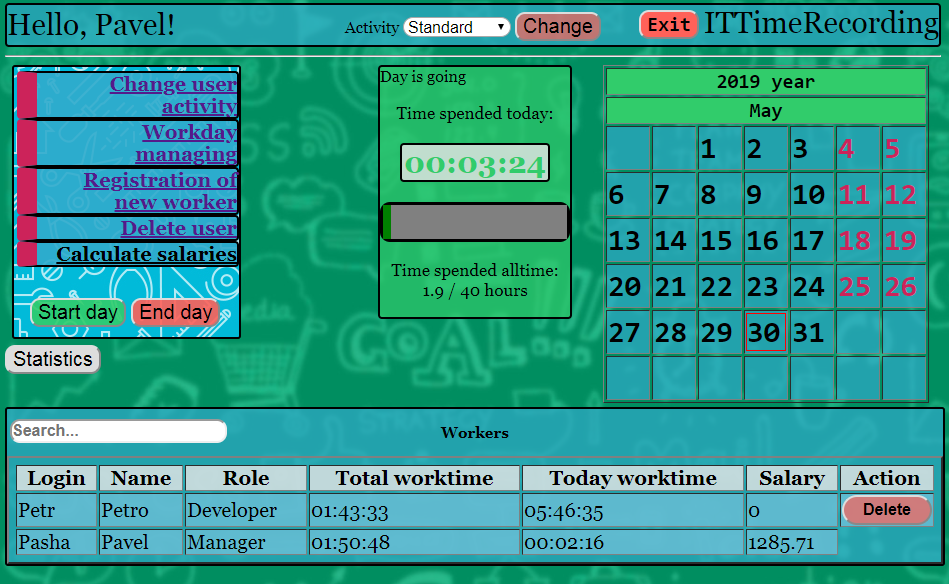 Hello, Pavel!
Activity Standard Change Exit ITTimeRecording
Change user
activity
Workday
managing
Registration of
new worker
Delete user
Calculate salaries
Start day End day
Statistics
Day is going
Time spended today:
00:03:24
Time spended alltime:
1.9 / 40 hours
2019 year
May
1 2 3 4 5
6 7 8 9 10 11 12
13 14 15 16 17 18 19
20 21 22 23 24 25 26
27 28 29 30 31
GOAL...
Search...
Workers
Login Name Role Total worktime Today worktime Salary Action
Petr Petro Developer 01:43:33 05:46:35 0 Delete
Pasha Pavel Manager 01:50:48 00:02:16 1285.71